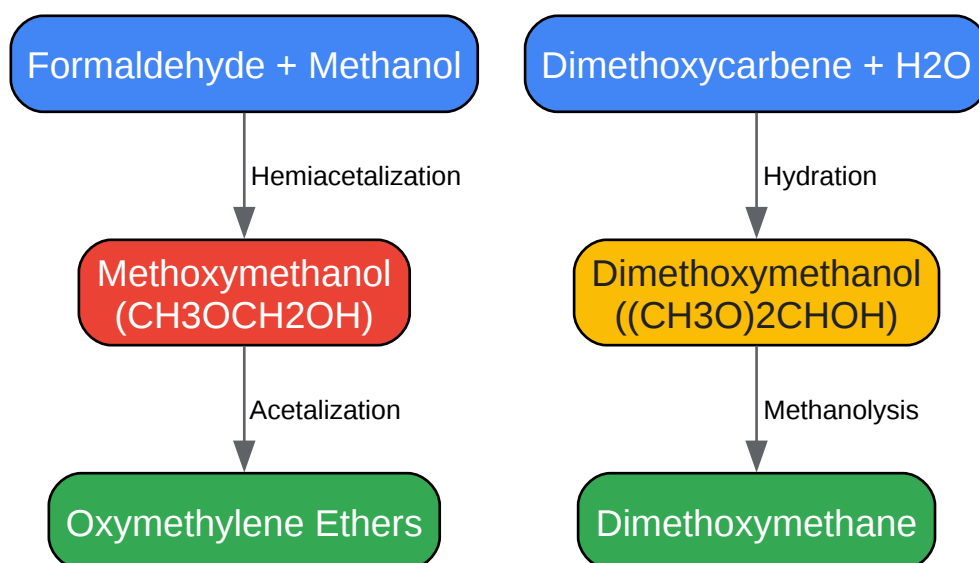 Formaldehyde + Methanol
Dimethoxycarbene + H2O
Hemiacetalization
Hydration
Methoxymethanol
(CH3OCH2OH)
Dimethoxymethanol
((CH3O)2CHOH)
Acetalization
Methanolysis
Oxymethylene Ethers
Dimethoxymethane